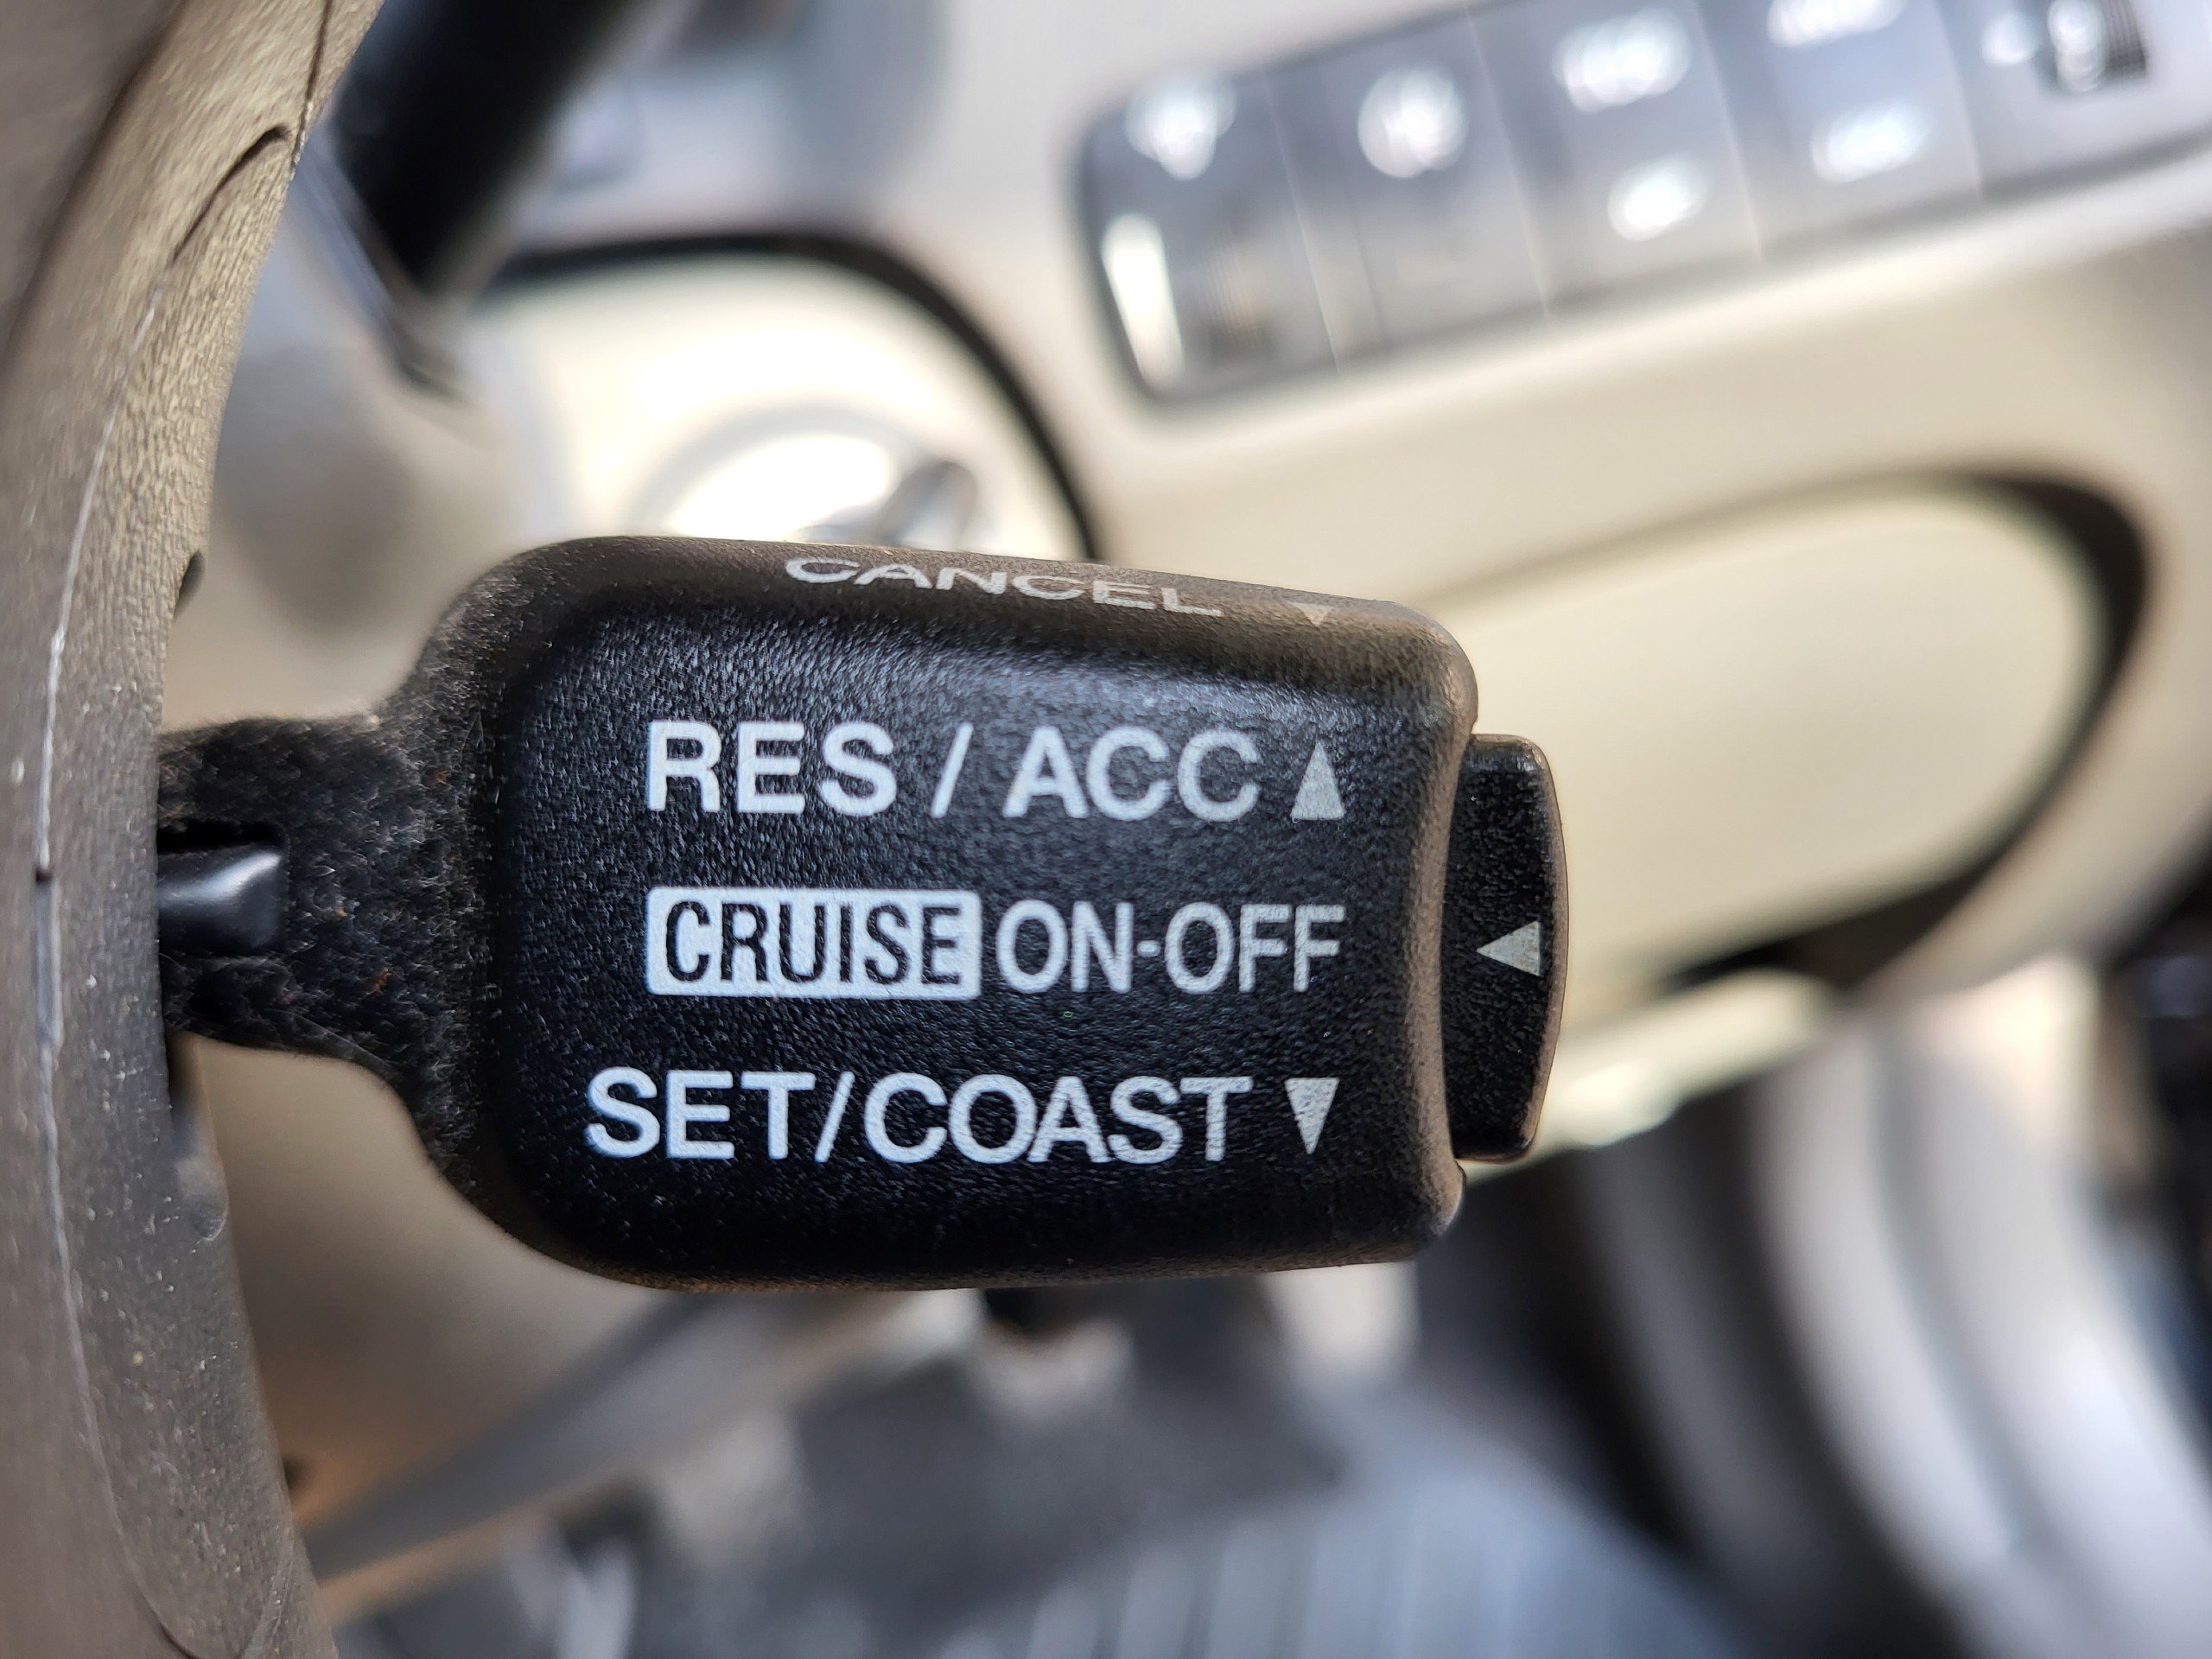 CANCEL ▼
RES / ACC ▲
CRUISE ON-OFF ◀
SET/COAST ▼